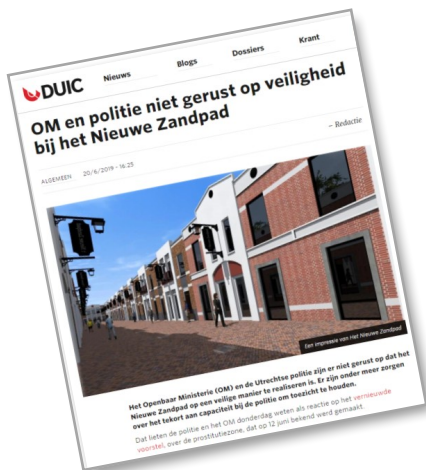 DUIC Nieuws Blogs Dossiers Krant
OM en politie niet gerust op veiligheid
bij het Nieuwe Zandpad
– Redactie
ALGEMEEN 20/6/2019 - 16:25
Een impressie van Het Nieuwe Zandpad
Het Openbaar Ministerie (OM) en de Utrechtse politie zijn er niet gerust op dat het
Nieuwe Zandpad op een veilige manier te realiseren is. Er zijn onder meer zorgen
over het tekort aan capaciteit bij de politie om toezicht te houden.
Dat lieten de politie en het OM donderdag weten als reactie op het vernieuwde
voorstel, over de prostitutiezone, dat op 12 juni bekend werd gemaakt.